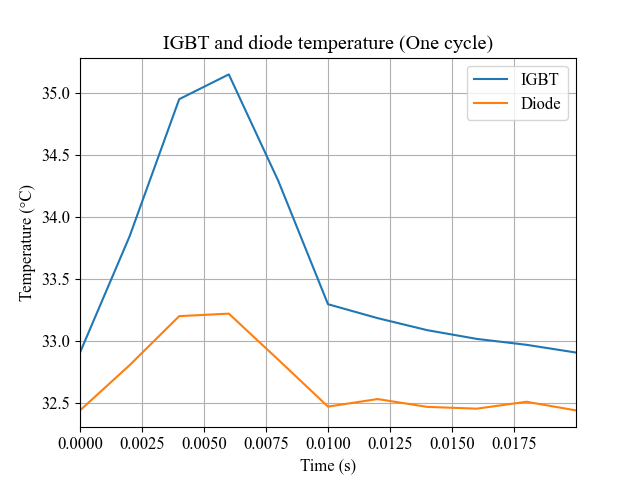 IGBT and diode temperature (One cycle)
IGBT
Diode
Temperature (°C)
35.0
34.5
34.0
33.5
33.0
32.5
0.0000 0.0025 0.0050 0.0075 0.0100 0.0125 0.0150 0.0175
Time (s)